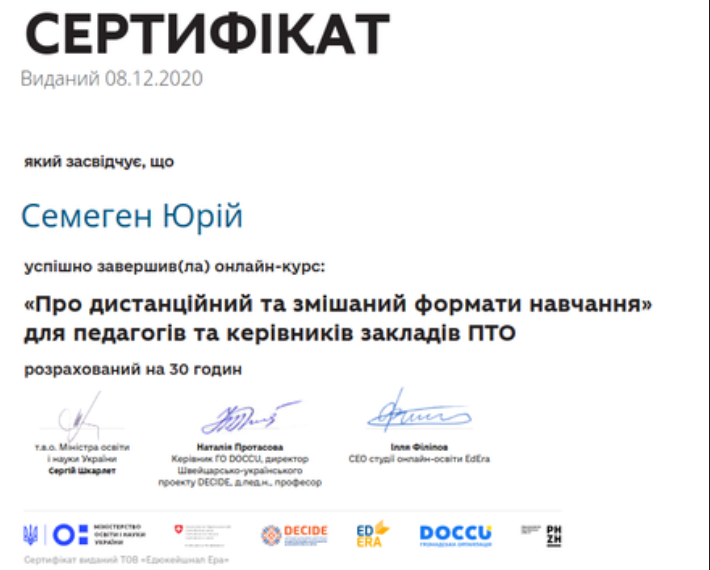 СЕРТИФІКАТ
Виданий 08.12.2020
який засвідчує, що
Семеген Юрій
успішно завершив(ла) онлайн-курс:
«Про дистанційний та змішаний формати навчання»
для педагогів та керівників закладів ПТО
розрахований на 30 годин
т.в.о. Міністра освіти
і науки України
Сергій Шкарлет
Наталія Протасова
Керівник ГО DOCCU, директор
Швейцарсько-українського
проекту DECIDE, д.пед.н., професор
Ілля Філіпов
CEO студії онлайн-освіти EdEra
МІНІСТЕРСТВО
ОСВІТИ І НАУКИ
УКРАЇНИ
DECIDE
ED
ERA
DOCCU
ГРОМАДСЬКА ОРГАНІЗАЦІЯ
PH
ZH
Сертифікат виданий ТОВ «Едюкейшнал Ера»